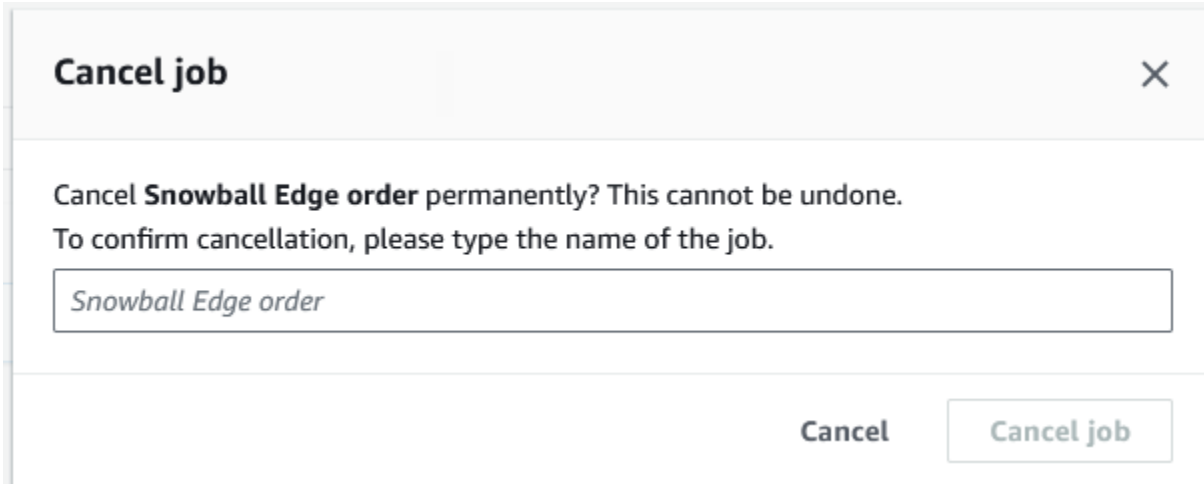 Cancel job
Cancel Snowball Edge order permanently? This cannot be undone.
To confirm cancellation, please type the name of the job.
Snowball Edge order
Cancel
Cancel job